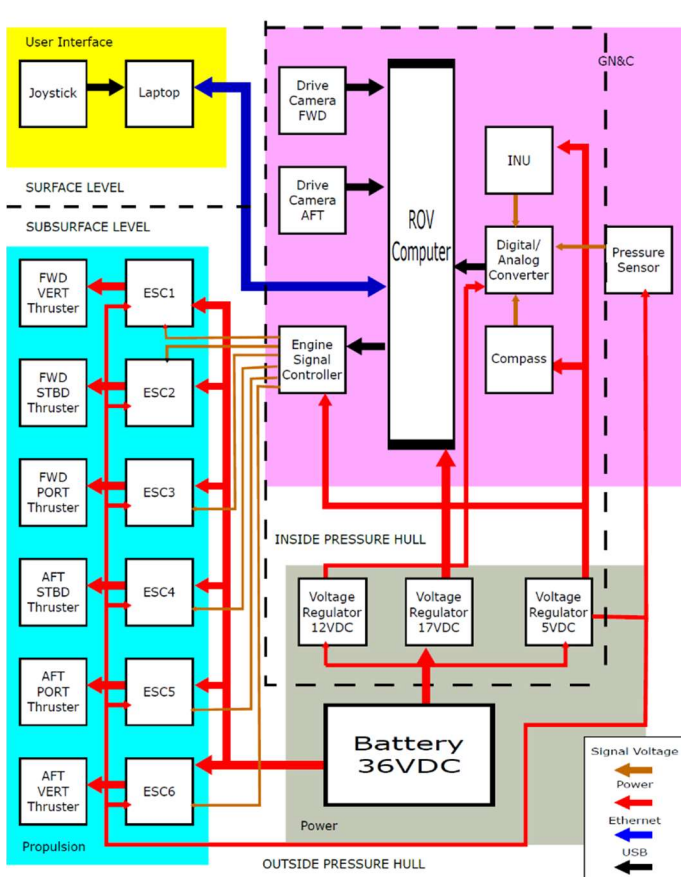 User Interface
Joystick
Laptop
SURFACE LEVEL
SUBSURFACE LEVEL
GN&C
Drive
Camera
FWD
Drive
Camera
AFT
ROV
Computer
INU
Digital/
Analog
Converter
Pressure
Sensor
Compass
Engine
Signal
Controller
FWD
VERT
Thruster
ESC1
FWD
STBD
Thruster
ESC2
FWD
PORT
Thruster
ESC3
AFT
STBD
Thruster
ESC4
AFT
PORT
Thruster
ESC5
AFT
VERT
Thruster
ESC6
Propulsion
INSIDE PRESSURE HULL
Voltage
Regulator
12VDC
Voltage
Regulator
17VDC
Voltage
Regulator
5VDC
Battery
36VDC
Power
OUTSIDE PRESSURE HULL
Signal Voltage
Power
Ethernet
USB